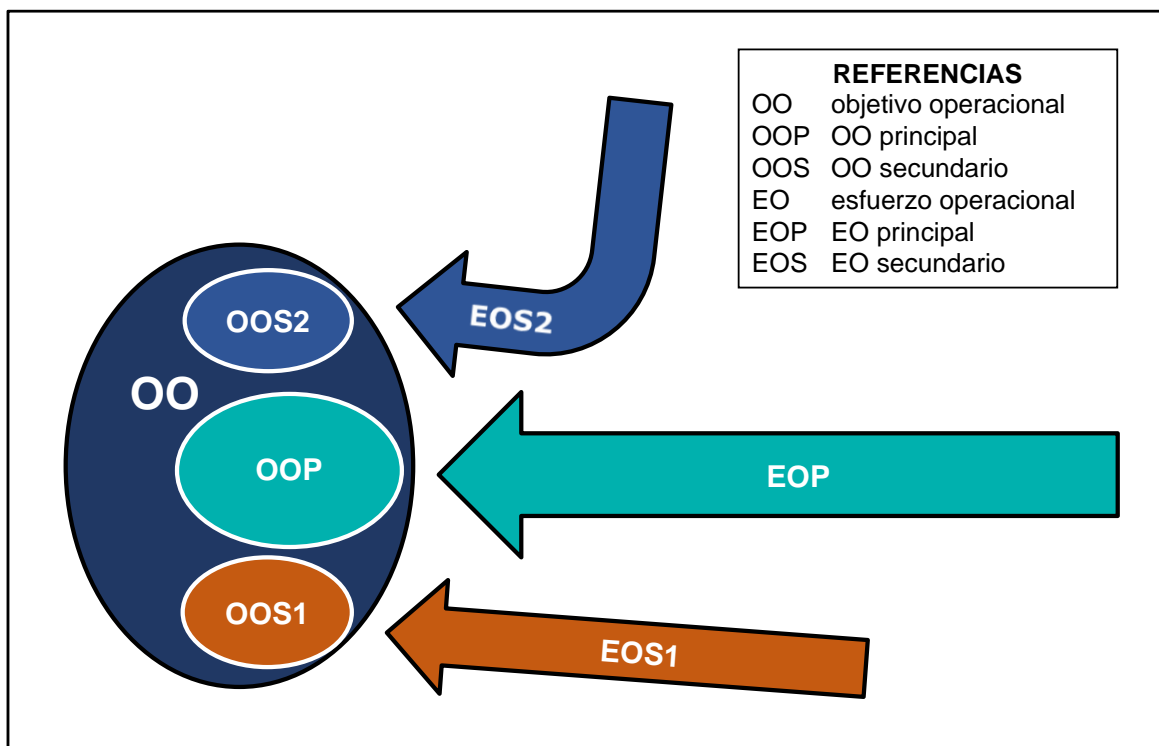 REFERENCIAS
OO objetivo operacional
OOP OO principal
OOS OO secundario
EO esfuerzo operacional
EOP EO principal
EOS EO secundario
OOS2
EOS2
OO
OOP
EOP
OOS1
EOS1